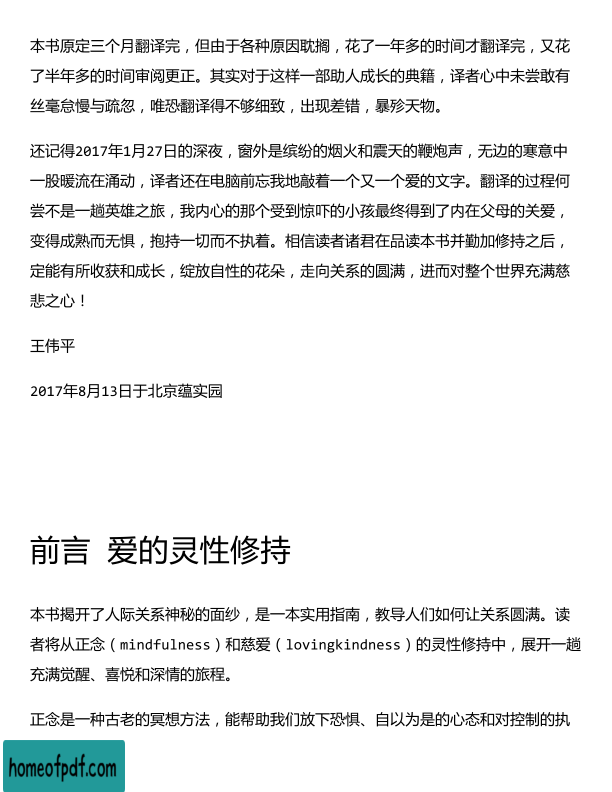 本书原定三个月翻译完，但由于各种原因耽搁，花了一年多的时间才翻译完，又花
了半年多的时间审阅更正。其实对于这样一部助人成长的典籍，译者心中未尝敢有
丝毫怠慢与疏忽，唯恐翻译得不够细致，出现差错，暴殄天物。
还记得2017年1月27日的深夜，窗外是缤纷的烟火和震天的鞭炮声，无边的寒意中
一股暖流在涌动，译者还在电脑前忘我地敲着一个又一个爱的文字。翻译的过程何
尝不是一趟英雄之旅，我内心的那个受到惊吓的小孩最终得到了内在父母的关爱，
变得成熟而无惧，抱持一切而不执着。相信读者诸君在品读本书并勤加修持之后，
定能有所收获和成长，绽放自性的花朵，走向关系的圆满，进而对整个世界充满慈
悲之心！
王伟平
2017年8月13日于北京蕴实园
前言 爱的灵性修持
本书揭开了人际关系神秘的面纱，是一本实用指南，教导人们如何让关系圆满。读
者将从正念（mindfulness）和慈爱（lovingkindness）的灵性修持中，展开一趟
充满觉醒、喜悦和深情的旅程。
正念是一种古老的冥想方法，能帮助我们放下恐惧、自以为是的心态和对控制的执
homeofpdf.com